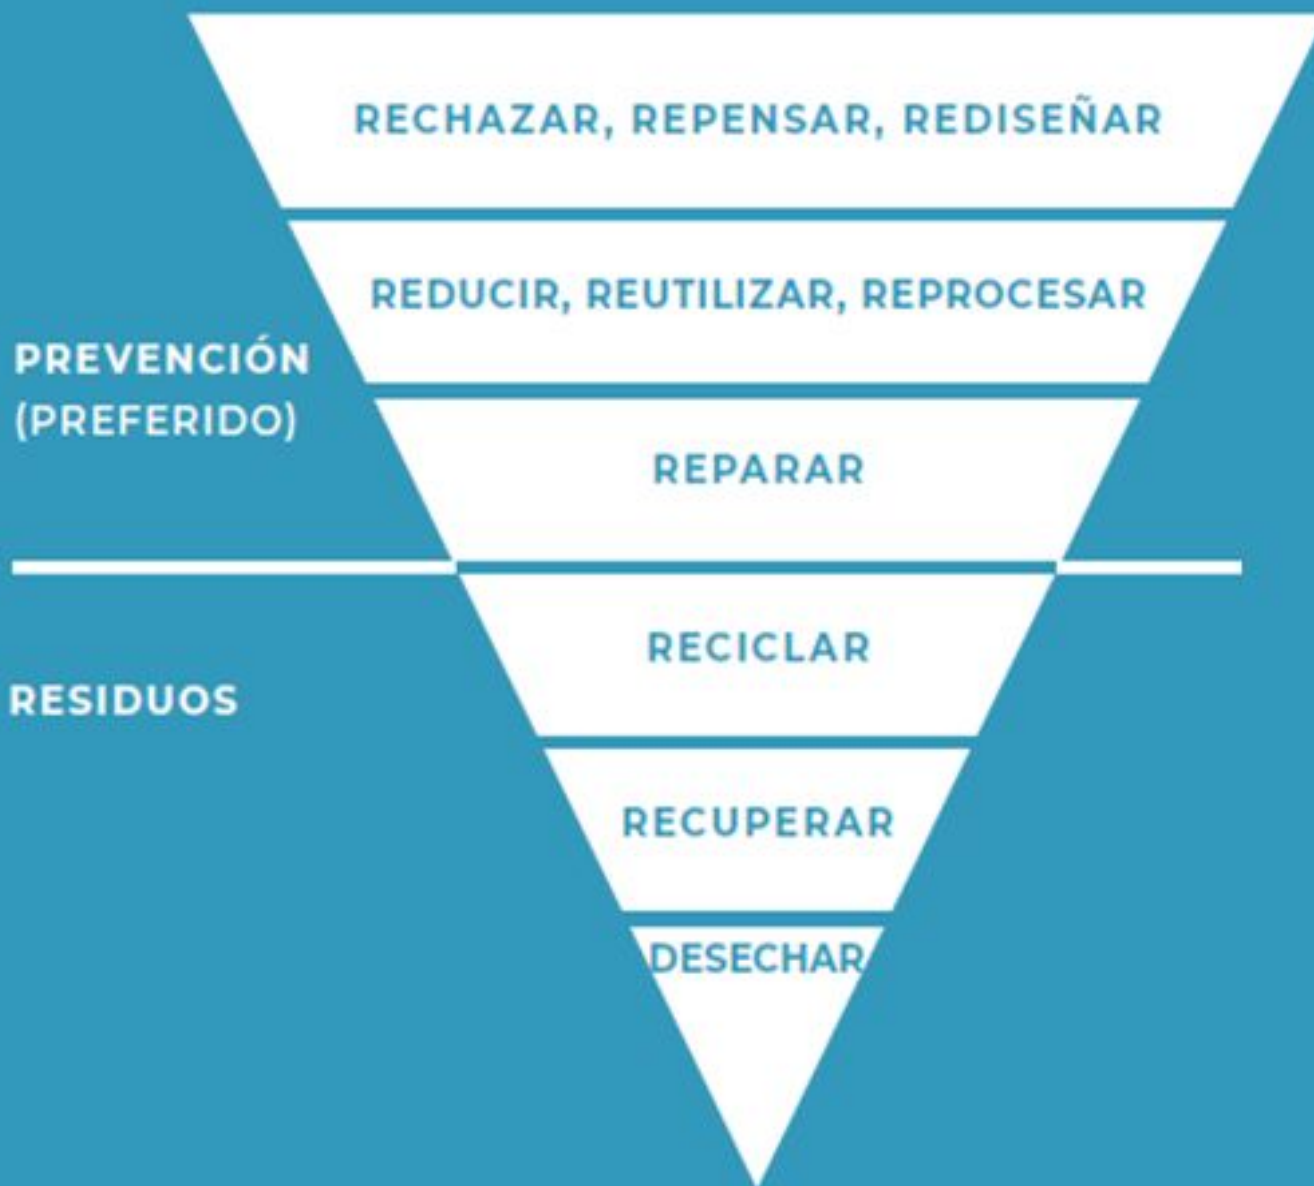 RECHAZAR, REPENSAR, REDISEÑAR
REDUCIR, REUTILIZAR, REPROCESAR
PREVENCIÓN
(PREFERIDO)
REPARAR
RECICLAR
RESIDUOS
RECUPERAR
DESECHAR